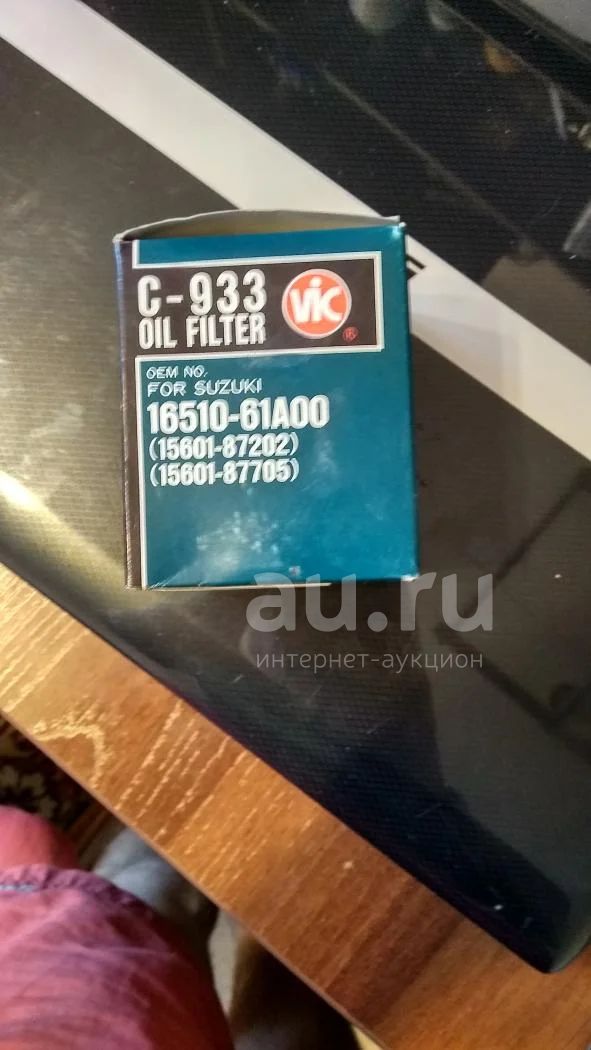 C-933
VIC
OIL FILTER
OEM NO.
FOR SUZUKI
16510-61A00
(15601-87202)
(15601-87705)
au.ru
интернет-аукцион